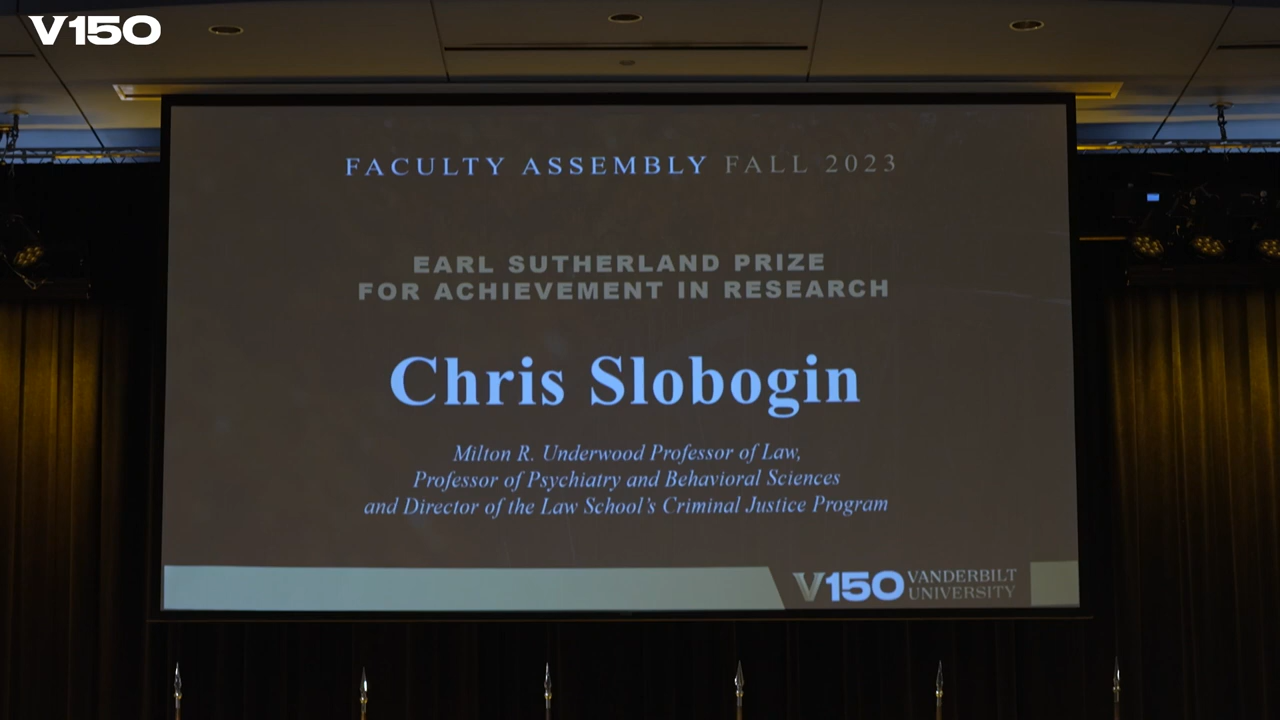 V150
FACULTY ASSEMBLY FALL 2023
EARL SUTHERLAND PRIZE
FOR ACHIEVEMENT IN RESEARCH
Chris Slobogin
Milton R. Underwood Professor of Law,
Professor of Psychiatry and Behavioral Sciences
and Director of the Law School's Criminal Justice Program
V150 VANDERBILT
UNIVERSITY